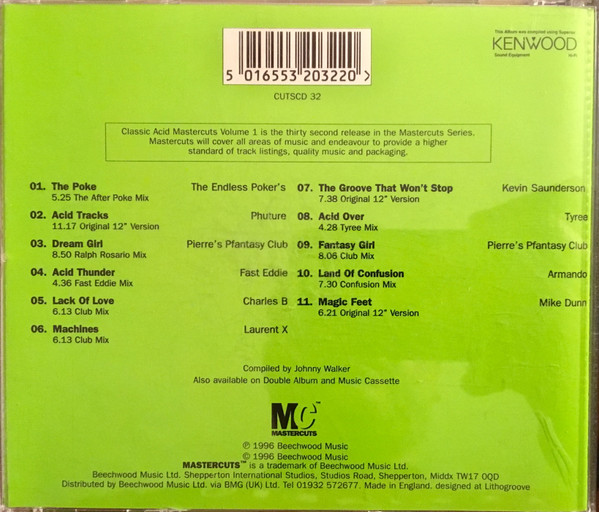 This Album was compiled using Superior
KENWOOD
Sound Equipment Hi-Fi
5 016553 203220 >
CUTSCD 32
Classic Acid Mastercuts Volume 1 is the thirty second release in the Mastercuts Series.
Mastercuts will cover all areas of music and endeavour to provide a higher
standard of track listings, quality music and packaging.
01. The Poke The Endless Poker's
5.25 The After Poke Mix
02. Acid Tracks Phuture
11.17 Original 12" Version
03. Dream Girl Pierre's Pfantasy Club
8.50 Ralph Rosario Mix
04. Acid Thunder Fast Eddie
4.36 Fast Eddie Mix
05. Lack Of Love Charles B
6.13 Club Mix
06. Machines Laurent X
6.13 Club Mix
07. The Groove That Won't Stop Kevin Saunderson
7.38 Original 12" Version
08. Acid Over Tyree
4.28 Tyree Mix
09. Fantasy Girl Pierre's Pfantasy Club
8.06 Club Mix
10. Land Of Confusion Armando
7.30 Confusion Mix
11. Magic Feet Mike Dunn
6.21 Original 12" Version
Compiled by Johnny Walker
Also available on Double Album and Music Cassette
Mc™
MASTERCUTS
℗ 1996 Beechwood Music
© 1996 Beechwood Music
MASTERCUTS™ is a trademark of Beechwood Music Ltd.
Beechwood Music Ltd. Shepperton International Studios, Studios Road, Shepperton, Middx TW17 0QD
Distributed by Beechwood Music Ltd. via BMG (UK) Ltd. Tel 01932 572677. Made in England. designed at Lithogroove